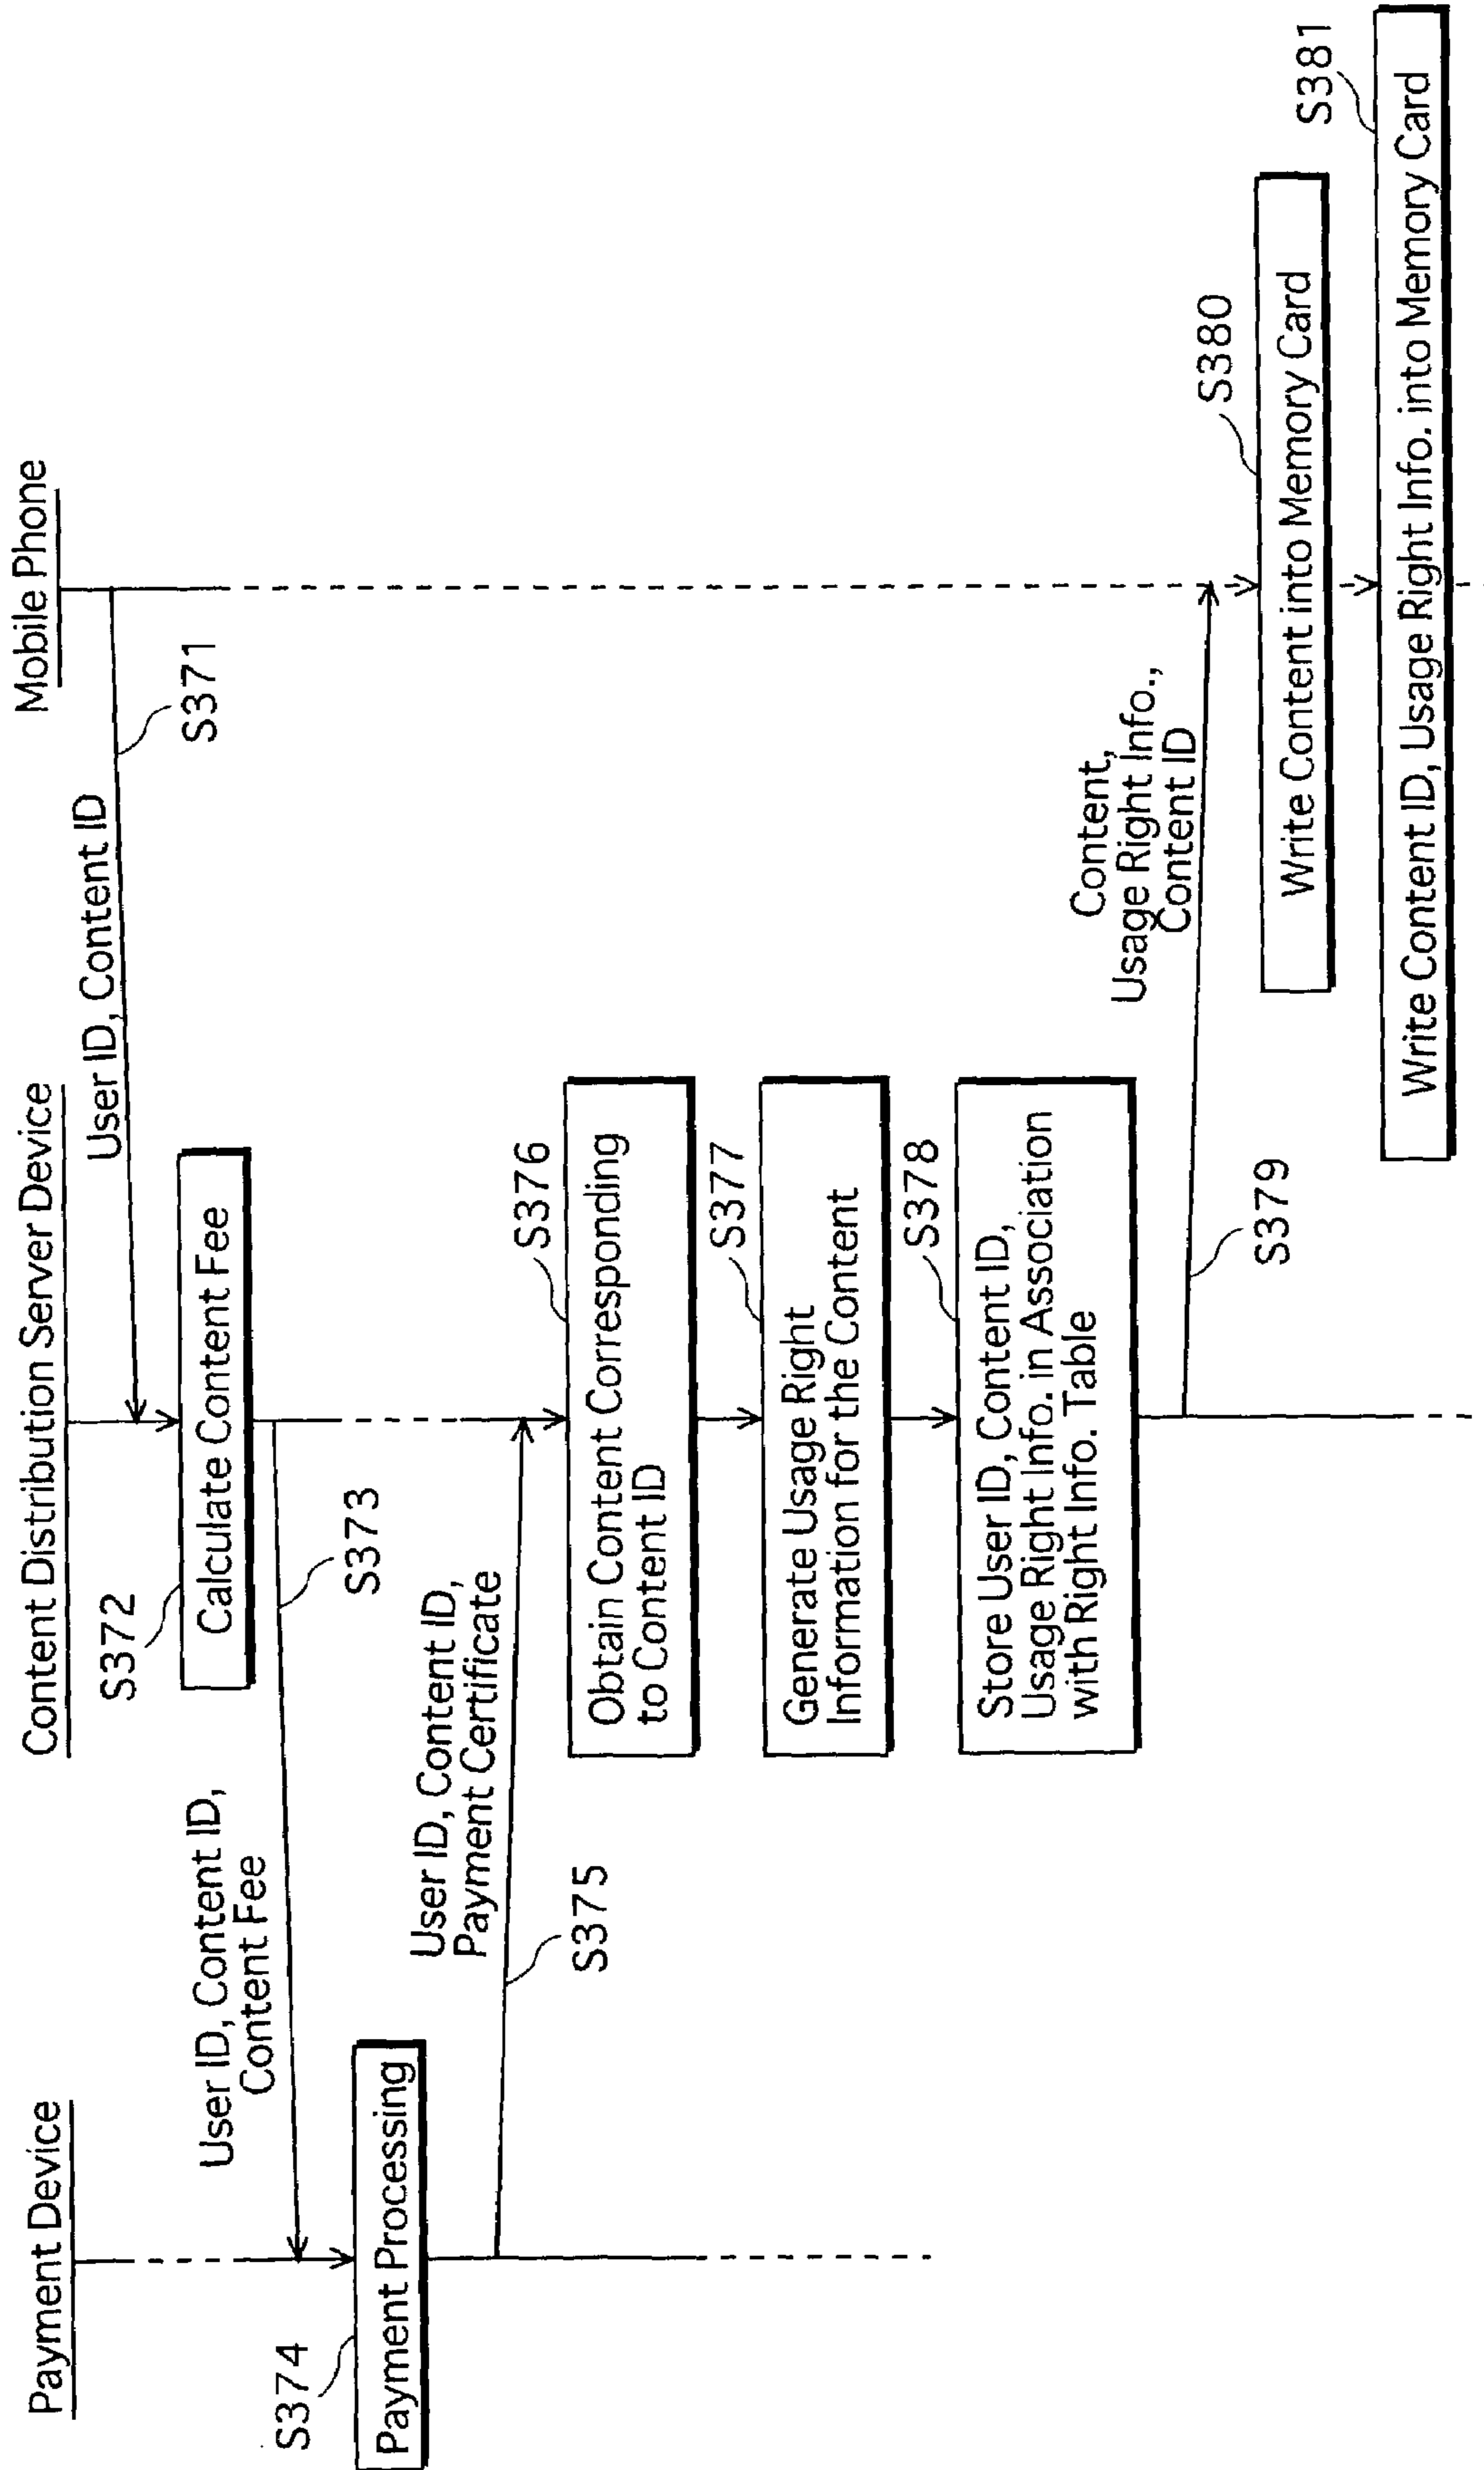 Payment Device
Content Distribution Server Device
Mobile Phone
User ID, Content ID
S371
S372
Calculate Content Fee
User ID, Content ID,
Content Fee
S373
S374
Payment Processing
User ID, Content ID,
Payment Certificate
S375
S376
Obtain Content Corresponding
to Content ID
S377
Generate Usage Right
Information for the Content
S378
Store User ID, Content ID,
Usage Right Info. in Association
with Right Info. Table
Content,
Usage Right Info.,
Content ID
S379
S380
Write Content into Memory Card
S381
Write Content ID, Usage Right Info. into Memory Card